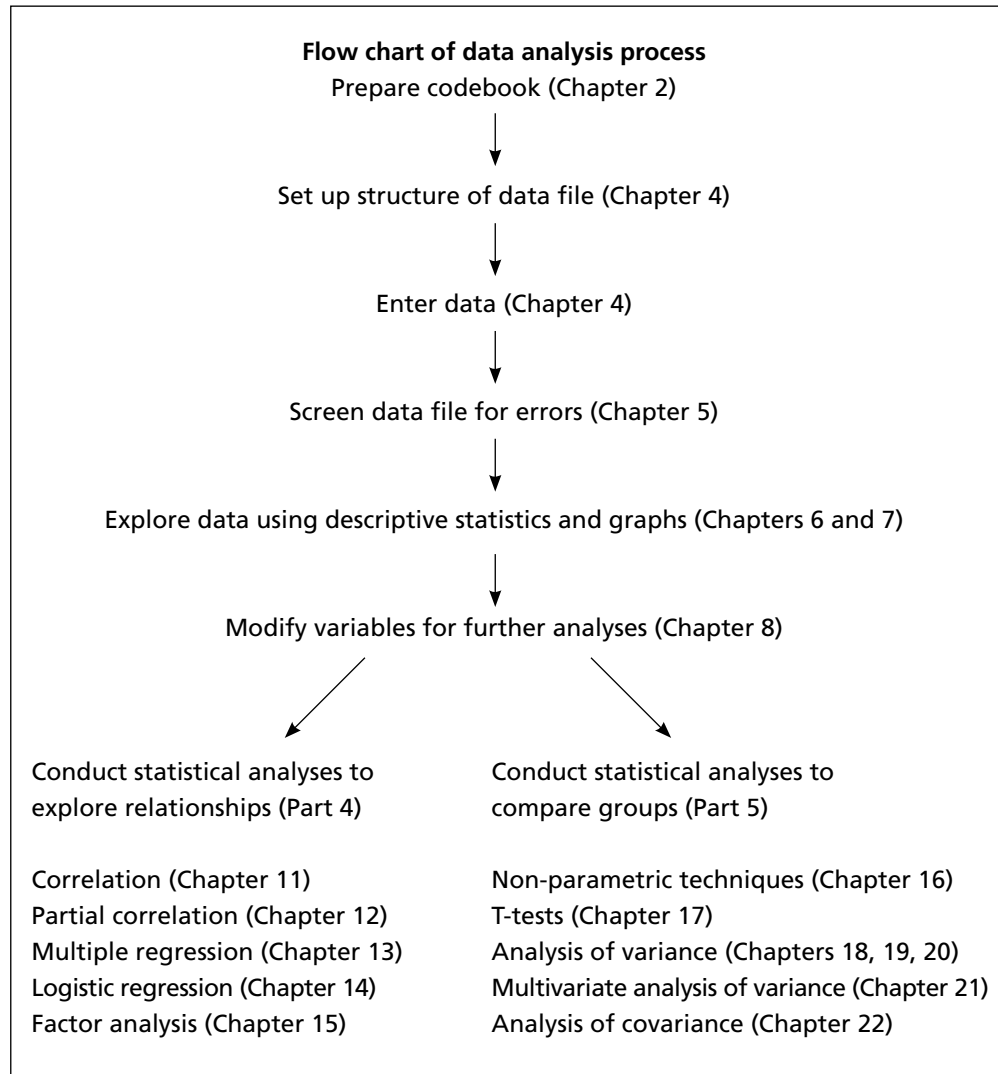 Flow chart of data analysis process
Prepare codebook (Chapter 2)
Set up structure of data file (Chapter 4)
Enter data (Chapter 4)
Screen data file for errors (Chapter 5)
Explore data using descriptive statistics and graphs (Chapters 6 and 7)
Modify variables for further analyses (Chapter 8)
Conduct statistical analyses to
explore relationships (Part 4)
Correlation (Chapter 11)
Partial correlation (Chapter 12)
Multiple regression (Chapter 13)
Logistic regression (Chapter 14)
Factor analysis (Chapter 15)
Conduct statistical analyses to
compare groups (Part 5)
Non-parametric techniques (Chapter 16)
T-tests (Chapter 17)
Analysis of variance (Chapters 18, 19, 20)
Multivariate analysis of variance (Chapter 21)
Analysis of covariance (Chapter 22)